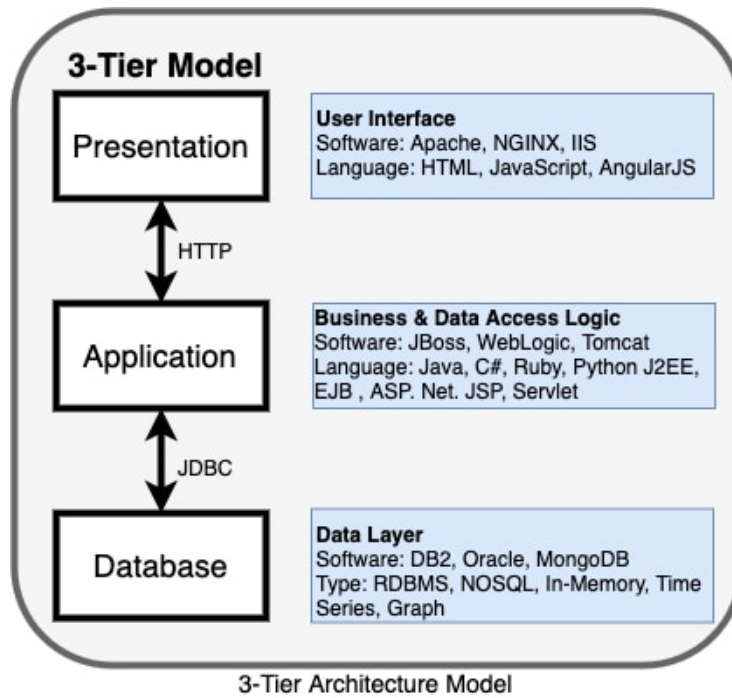 3-Tier Model
Presentation
User Interface
Software: Apache, NGINX, IIS
Language: HTML, JavaScript, AngularJS
HTTP
Application
Business & Data Access Logic
Software: JBoss, WebLogic, Tomcat
Language: Java, C#, Ruby, Python J2EE,
EJB , ASP. Net. JSP, Servlet
JDBC
Database
Data Layer
Software: DB2, Oracle, MongoDB
Type: RDBMS, NOSQL, In-Memory, Time
Series, Graph
3-Tier Architecture Model